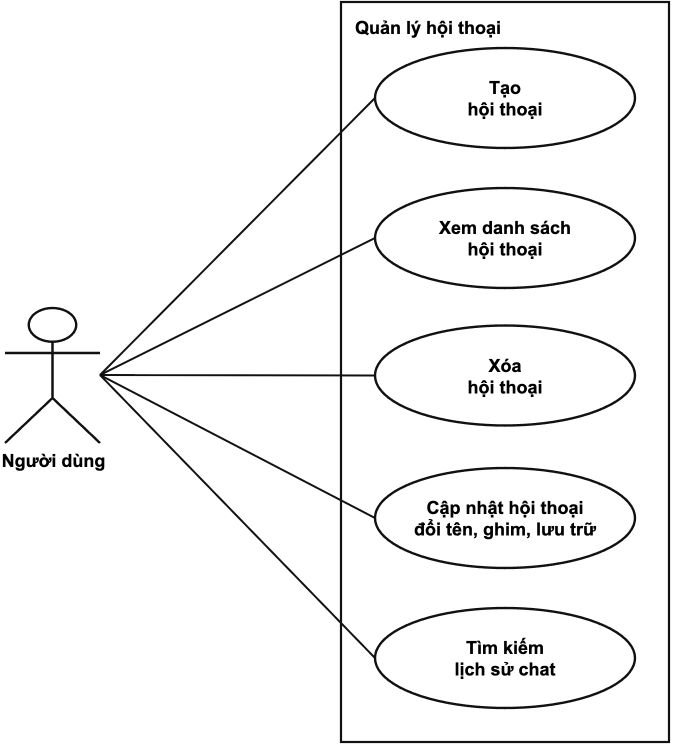 Quản lý hội thoại
Tạo
hội thoại
Xem danh sách
hội thoại
Xóa
hội thoại
Người dùng
Cập nhật hội thoại
đổi tên, ghim, lưu trữ
Tìm kiếm
lịch sử chat